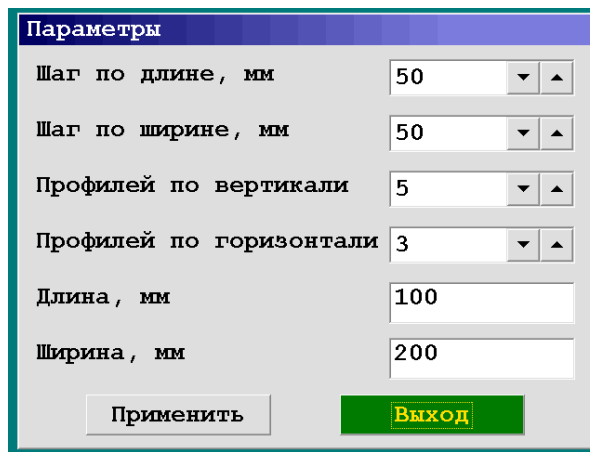 Параметры
Шаг по длине, мм 50
Шаг по ширине, мм 50
Профилей по вертикали 5
Профилей по горизонтали 3
Длина, мм 100
Ширина, мм 200
Применить Выход